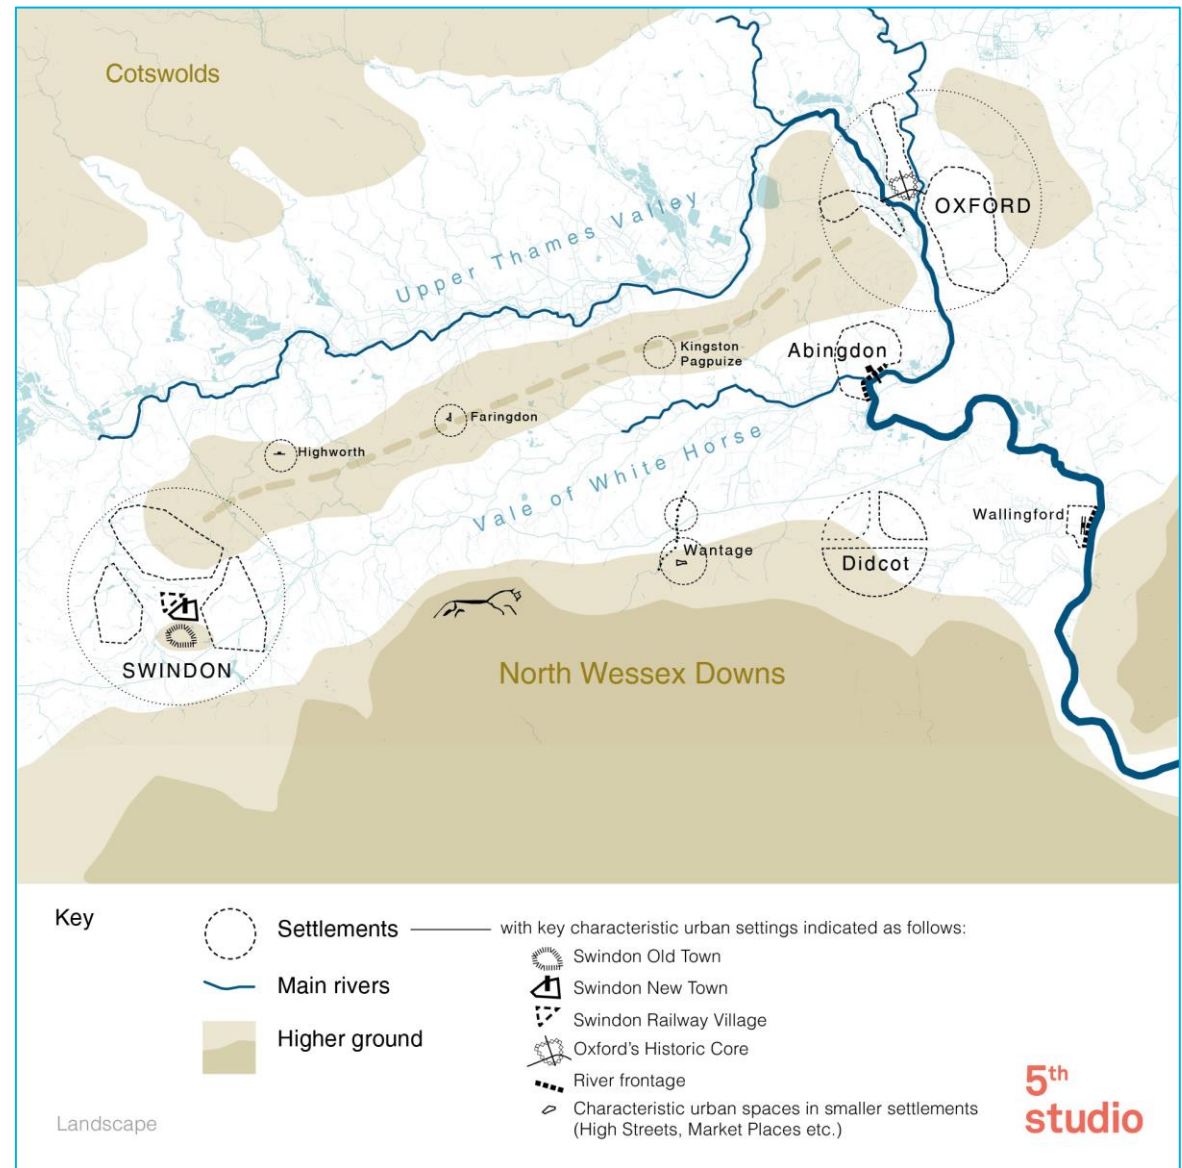 Cotswolds
Upper Thames Valley
OXFORD
Kingston
Pagpuize
Abingdon
Faringdon
Highworth
Vale of White Horse
Wallingford
Wantage
Didcot
SWINDON
North Wessex Downs
Key
Settlements
with key characteristic urban settings indicated as follows:
Swindon Old Town
Main rivers
Swindon New Town
Swindon Railway Village
Higher ground
Oxford's Historic Core
River frontage
Characteristic urban spaces in smaller settlements
(High Streets, Market Places etc.)
Landscape
5th
studio